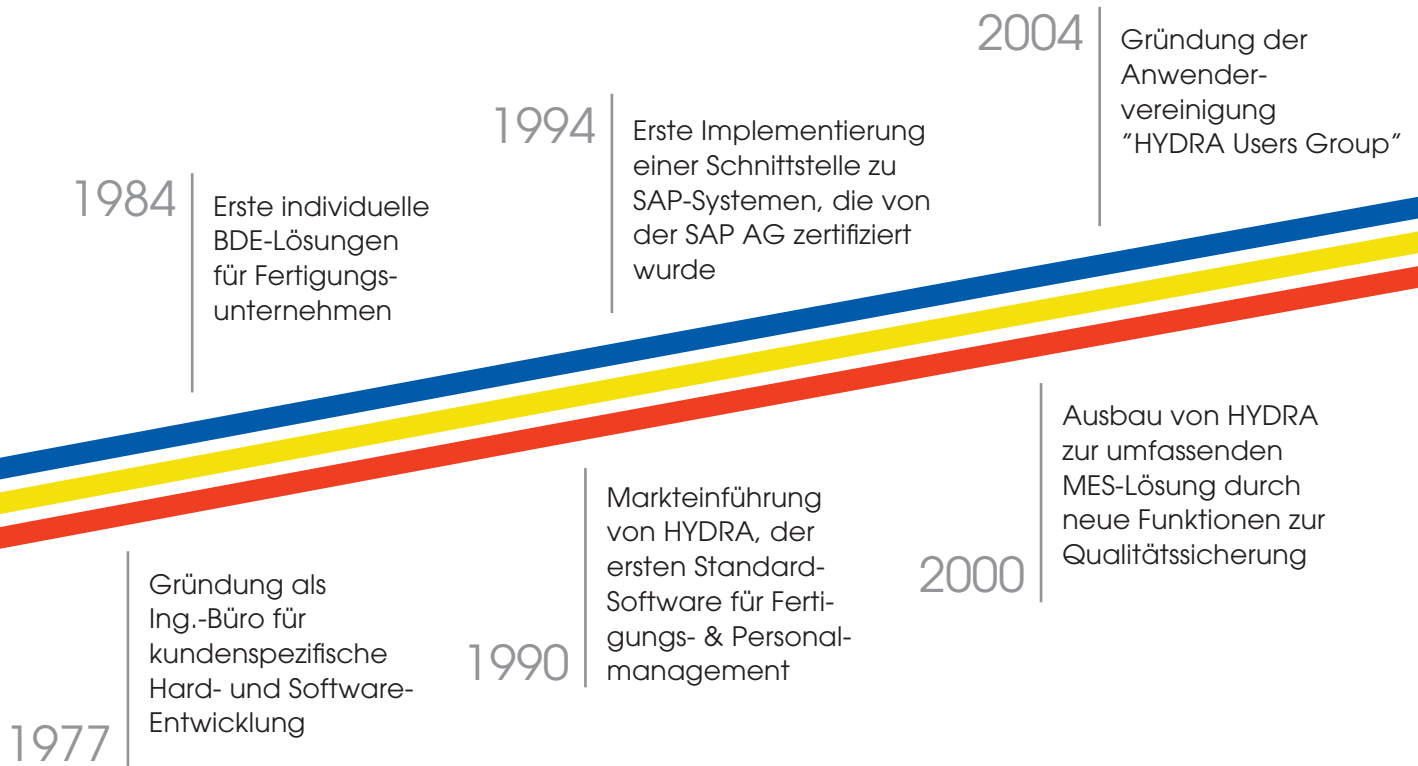 2004
Gründung der
Anwender-
vereinigung
"HYDRA Users Group"
1994
Erste Implementierung
einer Schnittstelle zu
SAP-Systemen, die von
der SAP AG zertifiziert
wurde
1984
Erste individuelle
BDE-Lösungen
für Fertigungs-
unternehmen
Ausbau von HYDRA
zur umfassenden
MES-Lösung durch
neue Funktionen zur
Qualitätssicherung
2000
Markteinführung
von HYDRA, der
ersten Standard-
Software für Ferti-
gungs- & Personal-
management
1990
Gründung als
Ing.-Büro für
kundenspezifische
Hard- und Software-
Entwicklung
1977